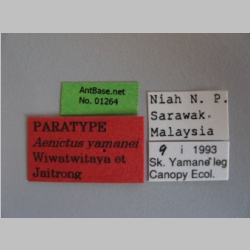 AntBase.net
No. 01264
PARATYPE
Aenictus yamanei
Wiwatwitaya et
Jaitrong
Niah N. P.
Sarawak
Malaysia
9 i 1993
Sk. Yamane leg
Canopy Ecol.